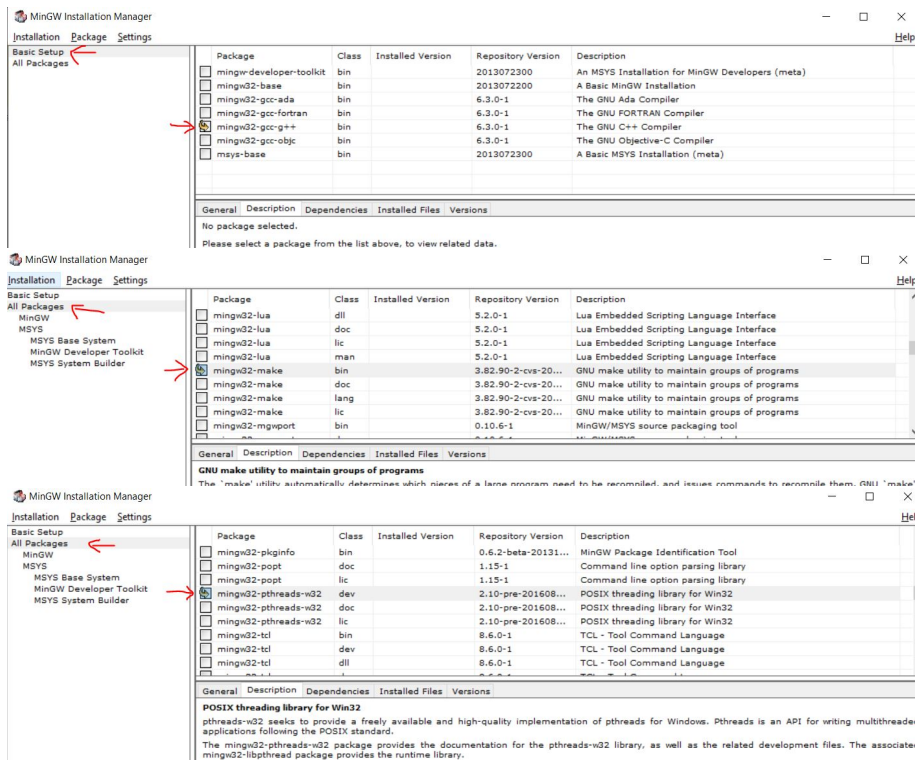 MinGW Installation Manager
Installation Package Settings Help
Basic Setup
All Packages
Package Class Installed Version Repository Version Description
mingw-developer-toolkit bin 2013072300 An MSYS Installation for MinGW Developers (meta)
mingw32-base bin 2013072200 A Basic MinGW Installation
mingw32-gcc-ada bin 6.3.0-1 The GNU Ada Compiler
mingw32-gcc-fortran bin 6.3.0-1 The GNU FORTRAN Compiler
mingw32-gcc-g++ bin 6.3.0-1 The GNU C++ Compiler
mingw32-gcc-objc bin 6.3.0-1 The GNU Objective-C Compiler
msys-base bin 2013072300 A Basic MSYS Installation (meta)
General Description Dependencies Installed Files Versions
No package selected.
Please select a package from the list above, to view related data.
MinGW Installation Manager
Installation Package Settings Help
Basic Setup
All Packages
MinGW
MSYS
MSYS Base System
MinGW Developer Toolkit
MSYS System Builder
Package Class Installed Version Repository Version Description
mingw32-lua dll 5.2.0-1 Lua Embedded Scripting Language Interface
mingw32-lua doc 5.2.0-1 Lua Embedded Scripting Language Interface
mingw32-lua lic 5.2.0-1 Lua Embedded Scripting Language Interface
mingw32-lua man 5.2.0-1 Lua Embedded Scripting Language Interface
mingw32-make bin 3.82.90-2-cvs-20... GNU make utility to maintain groups of programs
mingw32-make doc 3.82.90-2-cvs-20... GNU make utility to maintain groups of programs
mingw32-make lang 3.82.90-2-cvs-20... GNU make utility to maintain groups of programs
mingw32-make lic 3.82.90-2-cvs-20... GNU make utility to maintain groups of programs
mingw32-mgwport bin 0.10.6-1 MinGW/MSYS source packaging tool
General Description Dependencies Installed Files Versions
GNU make utility to maintain groups of programs
The `make' utility automatically determines which pieces of a large program need to be recompiled, and issues commands to recompile them. GNU `make'
MinGW Installation Manager
Installation Package Settings Hel
Basic Setup
All Packages
MinGW
MSYS
MSYS Base System
MinGW Developer Toolkit
MSYS System Builder
Package Class Installed Version Repository Version Description
mingw32-pkginfo bin 0.6.2-beta-20131... MinGW Package Identification Tool
mingw32-popt doc 1.15-1 Command line option parsing library
mingw32-popt lic 1.15-1 Command line option parsing library
mingw32-pthreads-w32 dev 2.10-pre-201608... POSIX threading library for Win32
mingw32-pthreads-w32 doc 2.10-pre-201608... POSIX threading library for Win32
mingw32-pthreads-w32 lic 2.10-pre-201608... POSIX threading library for Win32
mingw32-tcl bin 8.6.0-1 TCL - Tool Command Language
mingw32-tcl dev 8.6.0-1 TCL - Tool Command Language
mingw32-tcl dll 8.6.0-1 TCL - Tool Command Language
General Description Dependencies Installed Files Versions
POSIX threading library for Win32
pthreads-w32 seeks to provide a freely available and high-quality implementation of pthreads for Windows. Pthreads is an API for writing multithreaded
applications following the POSIX standard.
The mingw32-pthreads-w32 package provides the documentation for the pthreads-w32 library, as well as the related development files. The associated
mingw32-libpthread package provides the runtime library.